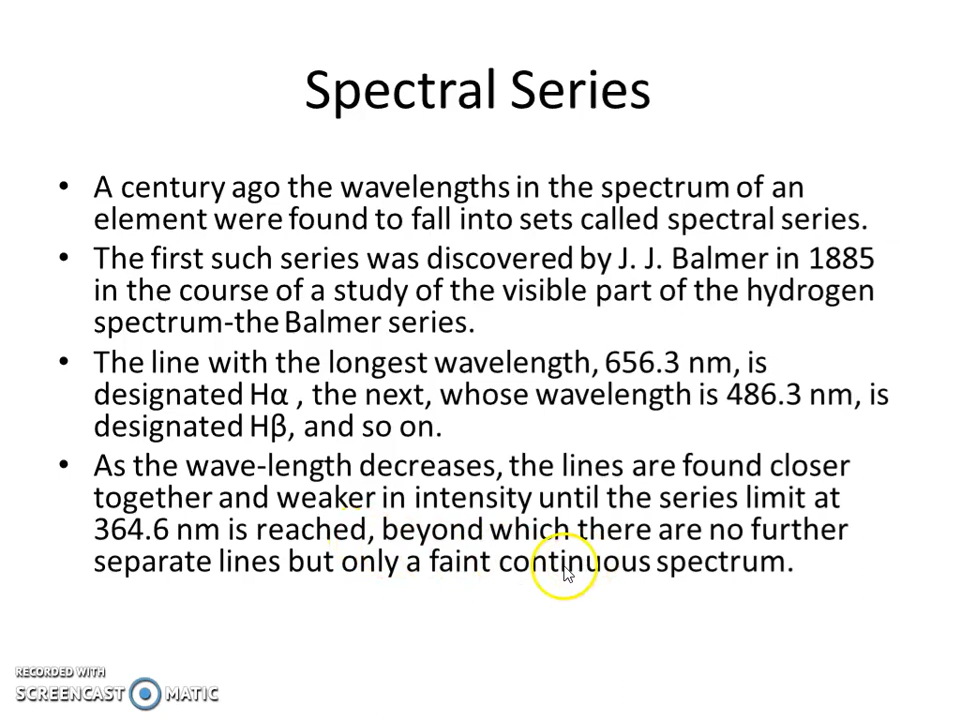 Spectral Series
• A century ago the wavelengths in the spectrum of an
element were found to fall into sets called spectral series.
• The first such series was discovered by J. J. Balmer in 1885
in the course of a study of the visible part of the hydrogen
spectrum-the Balmer series.
• The line with the longest wavelength, 656.3 nm, is
designated Hα , the next, whose wavelength is 486.3 nm, is
designated Hβ, and so on.
• As the wave-length decreases, the lines are found closer
together and weaker in intensity until the series limit at
364.6 nm is reached, beyond which there are no further
separate lines but only a faint continuous spectrum.
RECORDED WITH
SCREENCAST MATIC